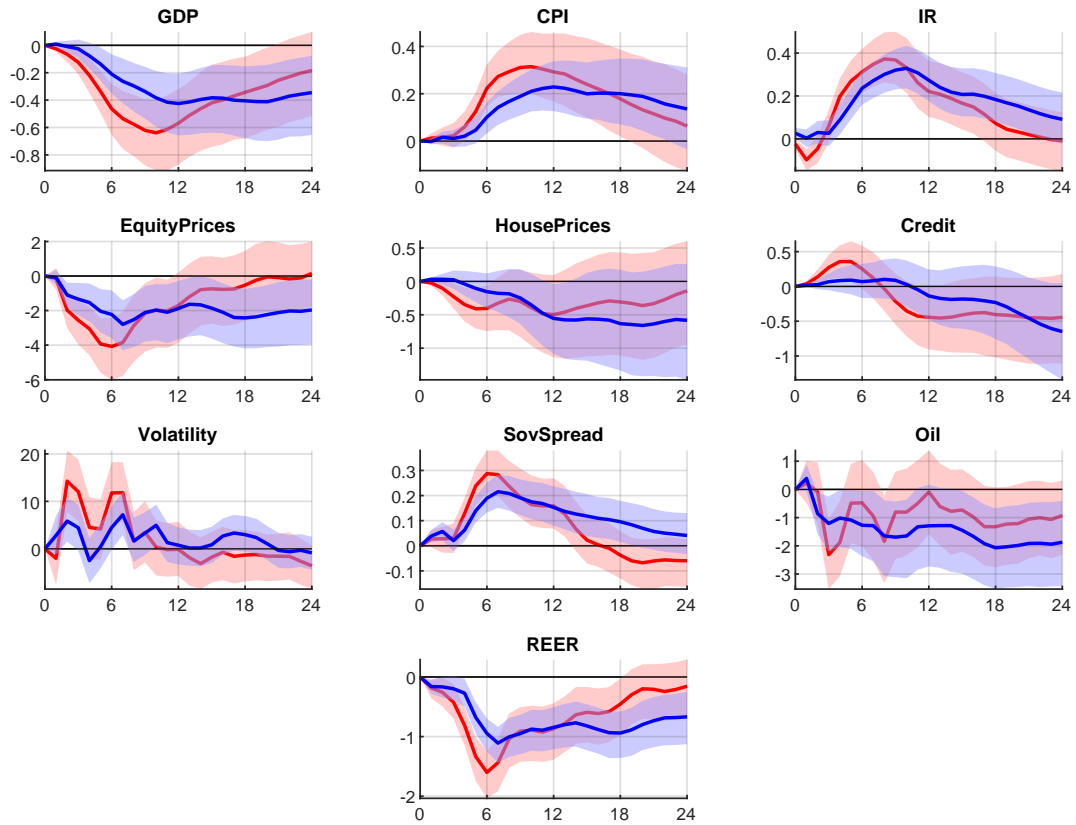 GDP
0
-0.2
-0.4
-0.6
-0.8
0 6 12 18 24
CPI
0.4
0.2
0
0 6 12 18 24
IR
0.4
0.2
0
0 6 12 18 24
EquityPrices
2
0
-2
-4
-6
0 6 12 18 24
HousePrices
0.5
0
-0.5
-1
0 6 12 18 24
Credit
0.5
0
-0.5
-1
0 6 12 18 24
Volatility
20
10
0
0 6 12 18 24
SovSpread
0.3
0.2
0.1
0
-0.1
0 6 12 18 24
Oil
1
0
-1
-2
-3
0 6 12 18 24
REER
0
-1
-2
0 6 12 18 24